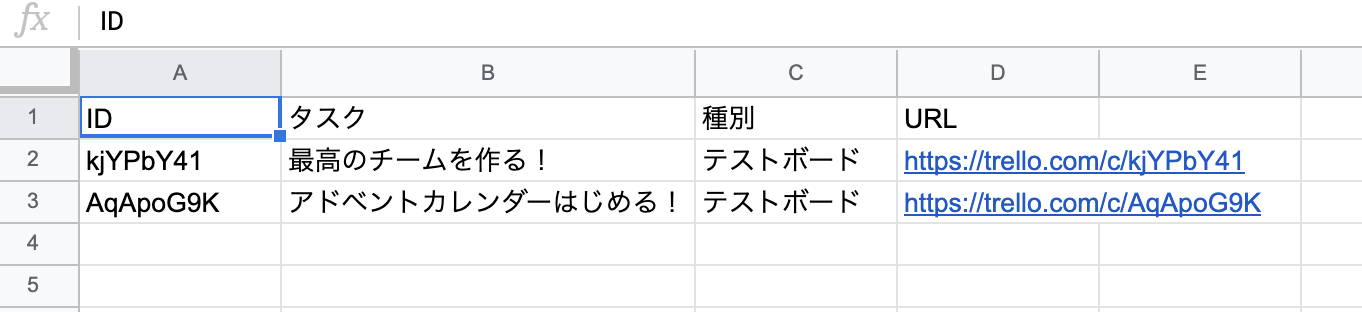 fx ID
A B C D E
1 ID タスク 種別 URL
2 kjYPbY41 最高のチームを作る！ テストボード https://trello.com/c/kjYPbY41
3 AqApoG9K アドベントカレンダーはじめる！ テストボード https://trello.com/c/AqApoG9K
4
5